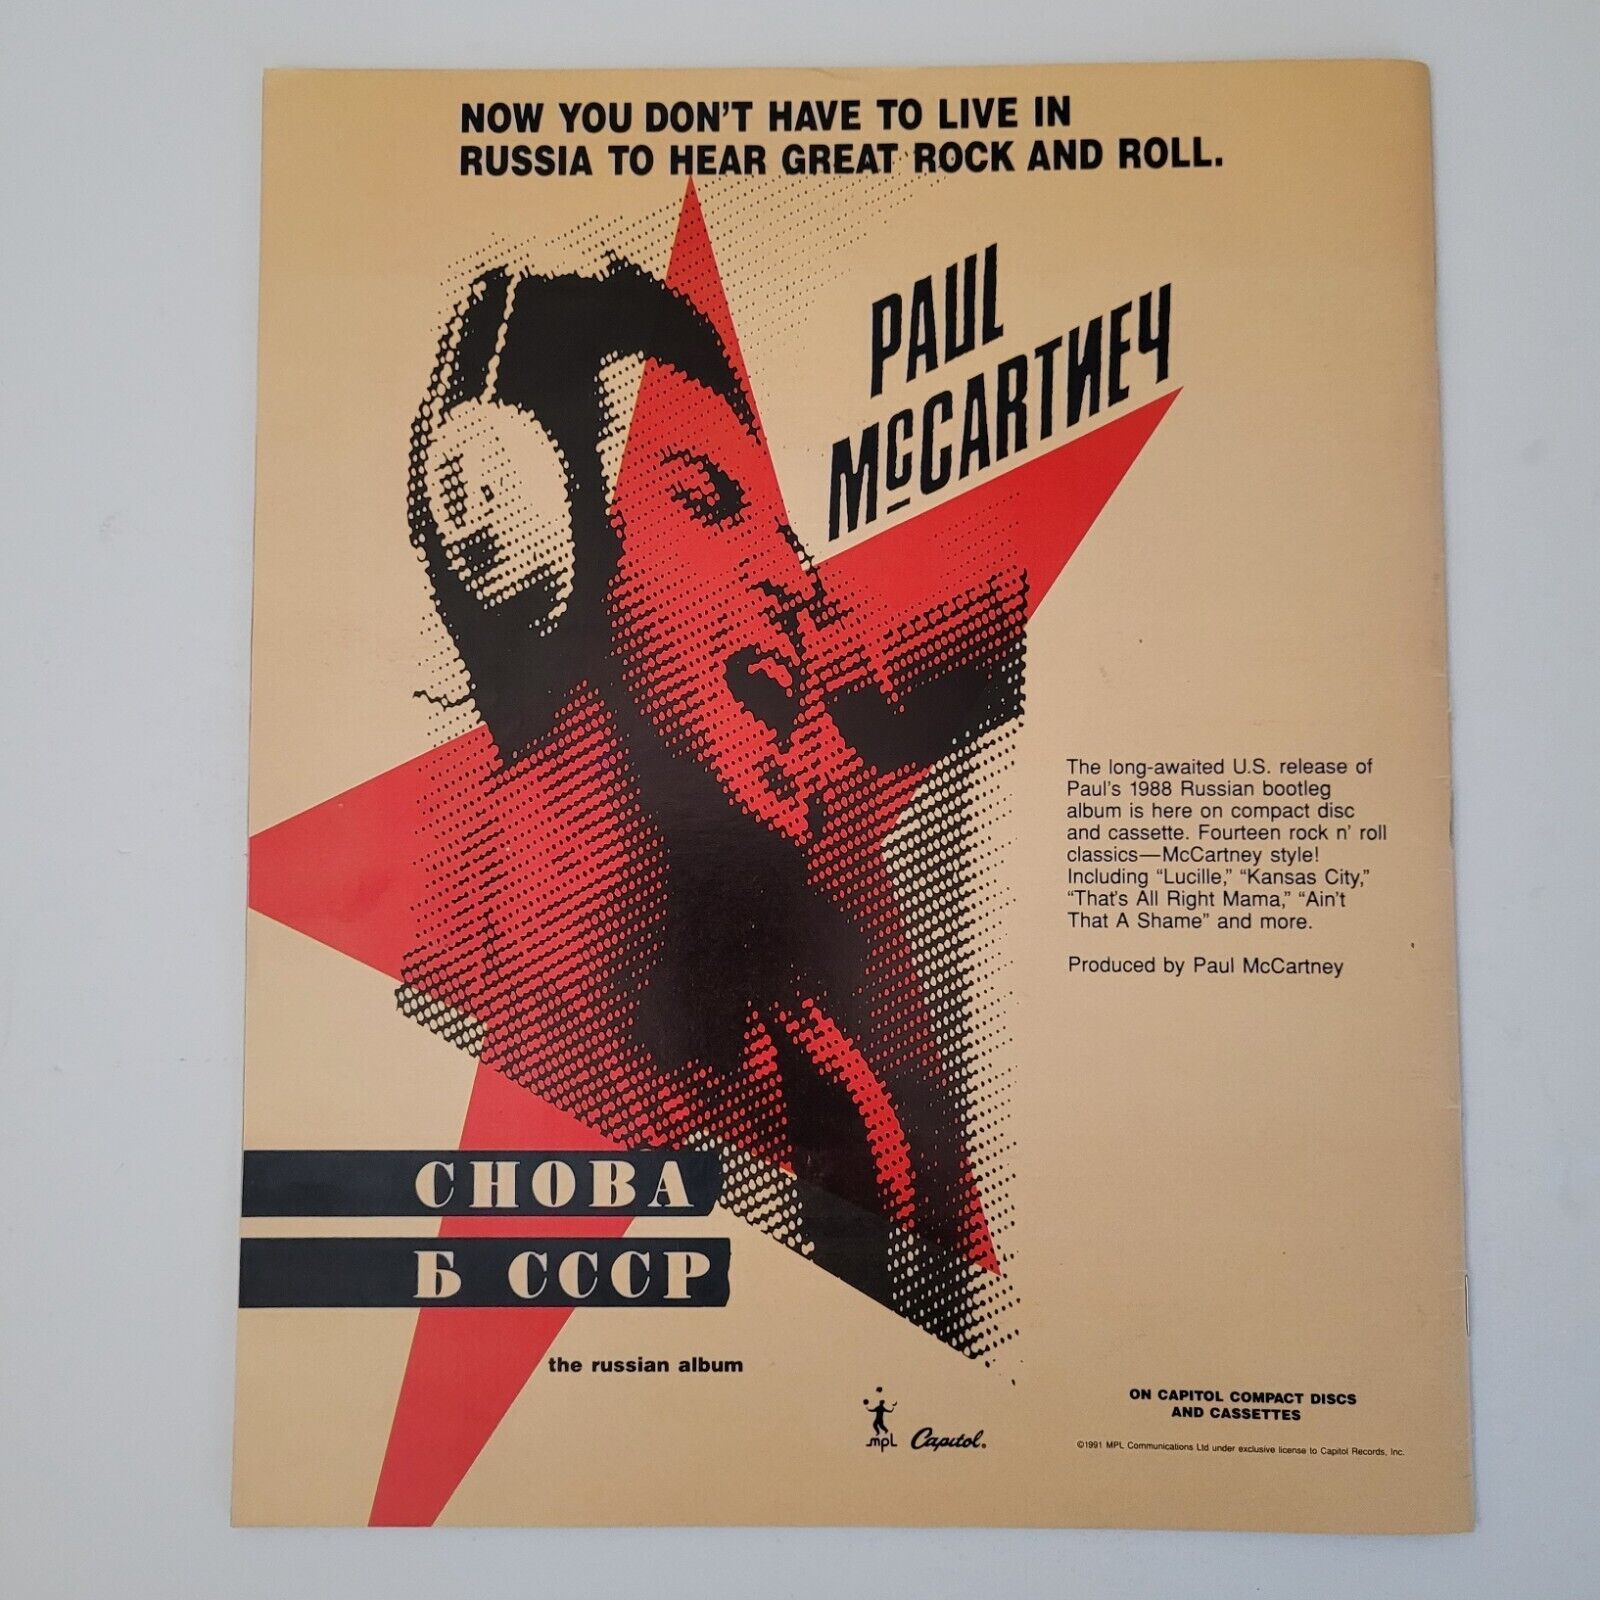 NOW YOU DON'T HAVE TO LIVE IN
RUSSIA TO HEAR GREAT ROCK AND ROLL.
PAUL
McCARTИEY
The long-awaited U.S. release of
Paul's 1988 Russian bootleg
album is here on compact disc
and cassette. Fourteen rock n' roll
classics—McCartney style!
Including “Lucille,” “Kansas City,”
“That's All Right Mama,” “Ain't
That A Shame” and more.
Produced by Paul McCartney
СНОВА
Б СССР
the russian album
mpL
Capitol®
ON CAPITOL COMPACT DISCS
AND CASSETTES
©1991 MPL Communications Ltd under exclusive license to Capitol Records, Inc.